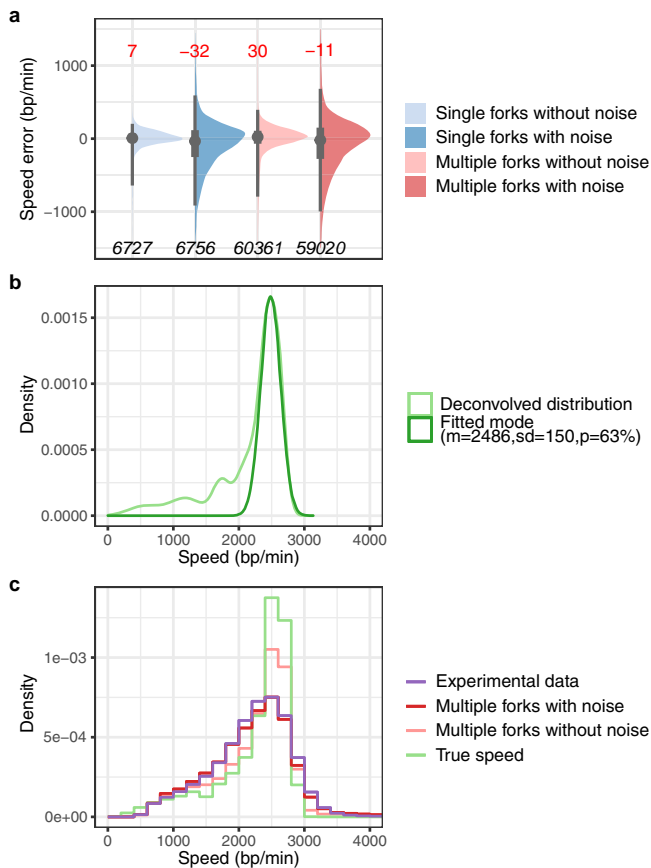 a
7 −32 30 −11
1000
0
−1000
Speed error (bp/min)
6727 6756 60361 59020
Single forks without noise
Single forks with noise
Multiple forks without noise
Multiple forks with noise
b
0.0015
0.0010
0.0005
0.0000
Density
0 1000 2000 3000 4000
Speed (bp/min)
Deconvolved distribution
Fitted mode
(m=2486,sd=150,p=63%)
c
1e−03
5e−04
0e+00
Density
0 1000 2000 3000 4000
Speed (bp/min)
Experimental data
Multiple forks with noise
Multiple forks without noise
True speed